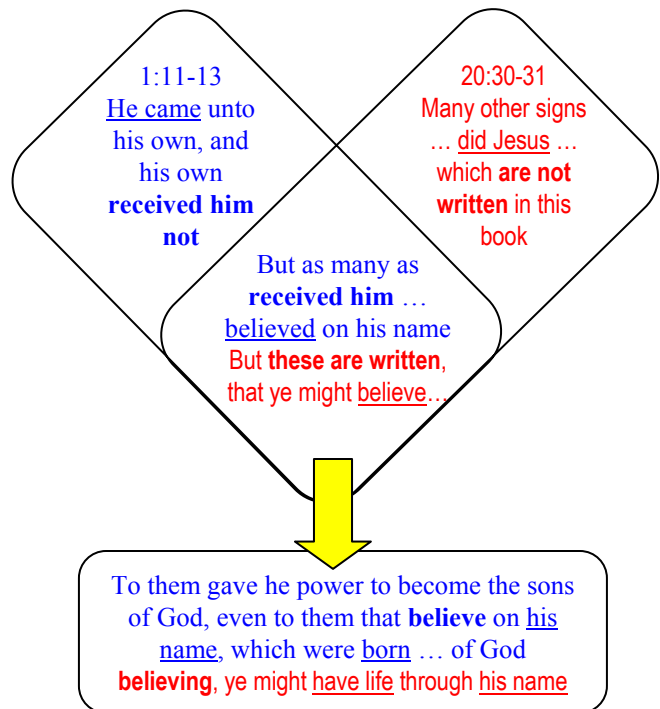 1:11-13
He came unto
his own, and
his own
received him
not
20:30-31
Many other signs
… did Jesus …
which are not
written in this
book
But as many as
received him …
believed on his name
But these are written,
that ye might believe…
To them gave he power to become the sons
of God, even to them that believe on his
name, which were born … of God
believing, ye might have life through his name